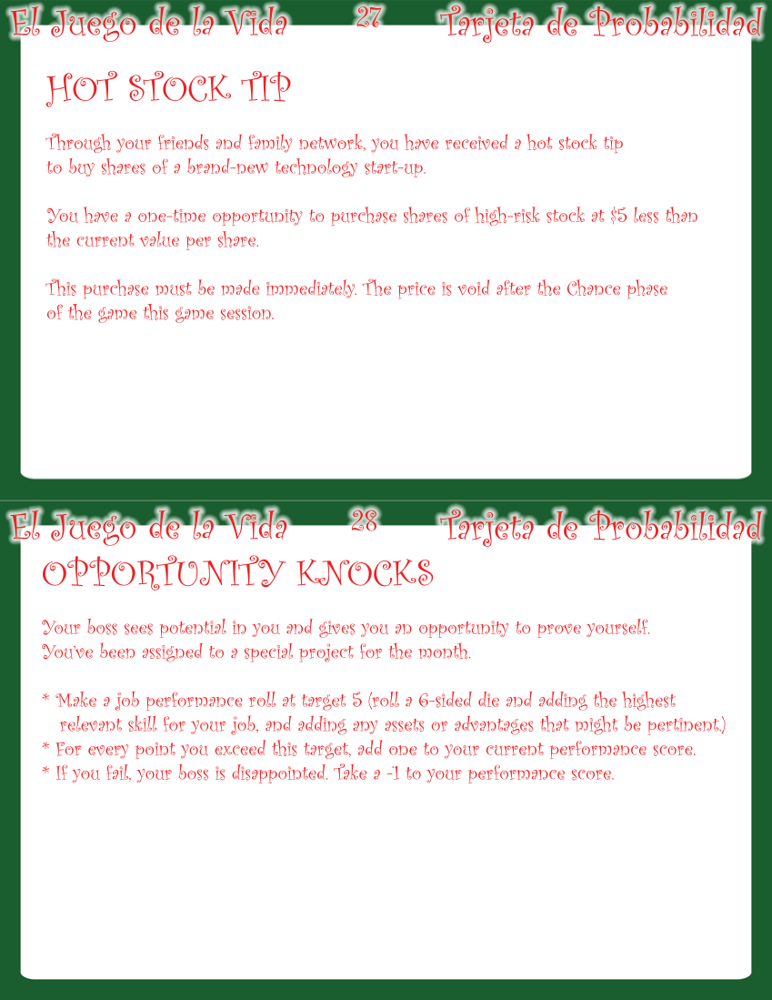 El Juego de la Vida 27 Tarjeta de Probabilidad
HOT STOCK TIP
Through your friends and family network, you have received a hot stock tip
to buy shares of a brand-new technology start-up.
You have a one-time opportunity to purchase shares of high-risk stock at $5 less than
the current value per share.
This purchase must be made immediately. The price is void after the Chance phase
of the game this game session.
El Juego de la Vida 28 Tarjeta de Probabilidad
OPPORTUNITY KNOCKS
Your boss sees potential in you and gives you an opportunity to prove yourself.
You've been assigned to a special project for the month.
* Make a job performance roll at target 5 (roll a 6-sided die and adding the highest
relevant skill for your job, and adding any assets or advantages that might be pertinent.)
* For every point you exceed this target, add one to your current performance score.
* If you fail, your boss is disappointed. Take a -1 to your performance score.